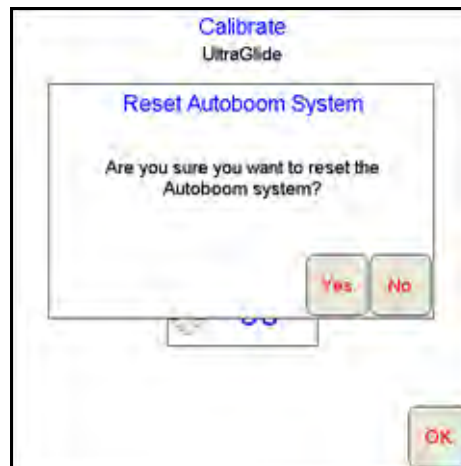 Calibrate
UltraGlide
Reset Autoboom System
Are you sure you want to reset the
Autoboom system?
Yes
No
OK